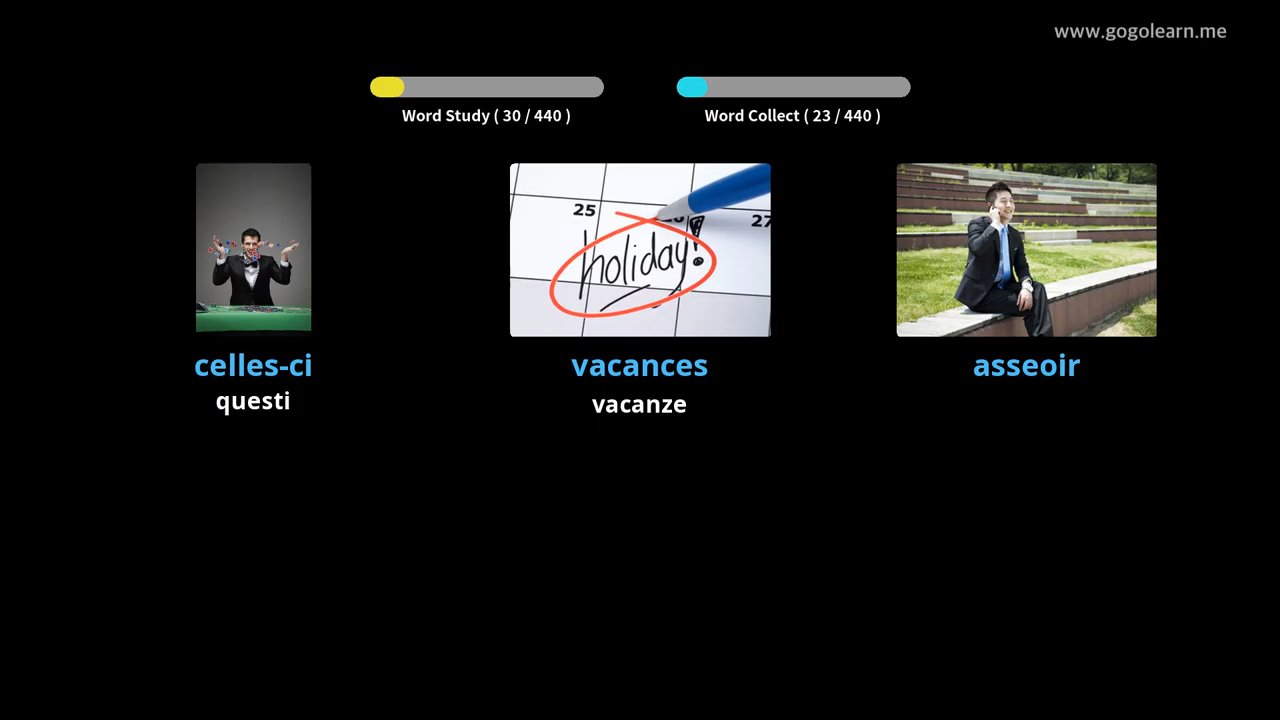 www.gogolearn.me
Word Study ( 30 / 440 )
Word Collect ( 23 / 440 )
25
27
holiday!
celles-ci
vacances
asseoir
questi
vacanze